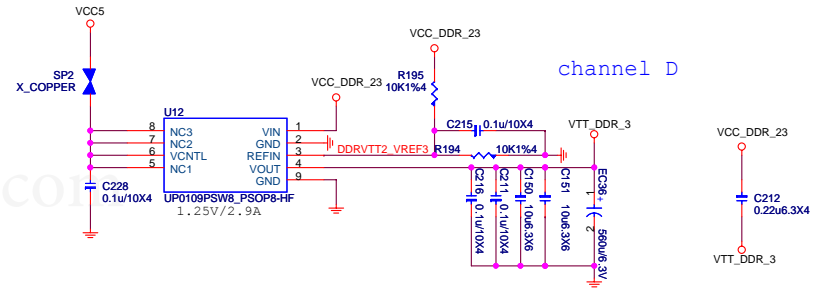 VCC5
VCC_DDR_23
channel D
SP2
X_COPPER
VCC_DDR_23
R195
10K1%4
U12
C215
0.1u/10X4
VTT_DDR_3
VCC_DDR_23
8 NC3 VIN 1
7 NC2 GND 2
6 VCNTL REFIN 3
DDRVTT2_VREF3
R194
10K1%4
5 NC1 VOUT 4
GND 9
C228
0.1u/10X4
UP0109PSW8_PSOP8-HF
1.25V/2.9A
C216 0.1u/10X4
C211 0.1u/10X4
C150 10u6.3X6
C151 10u6.3X6
EC36
1
+
2
560u/6.3V
C212
0.22u6.3X4
VTT_DDR_3
com